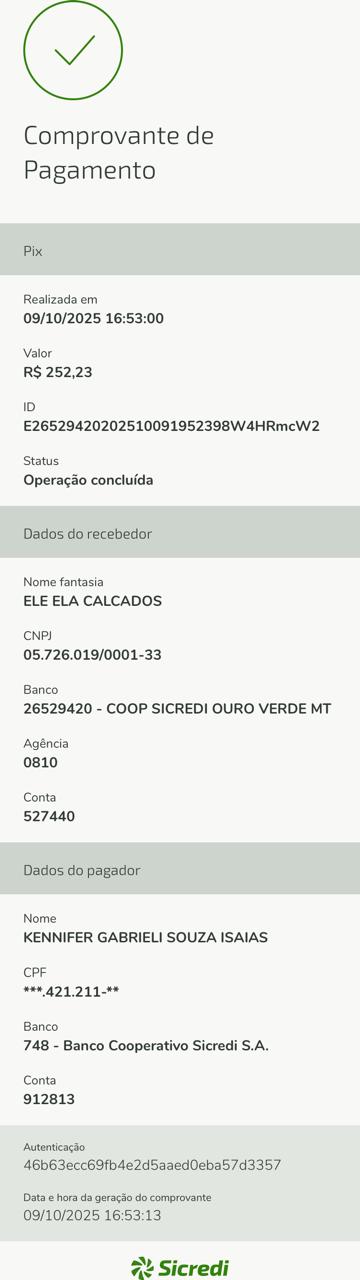 Comprovante de
Pagamento
Pix
Realizada em
09/10/2025 16:53:00
Valor
R$ 252,23
ID
E26529420202510091952398W4HRmcW2
Status
Operação concluída
Dados do recebedor
Nome fantasia
ELE ELA CALCADOS
CNPJ
05.726.019/0001-33
Banco
26529420 - COOP SICREDI OURO VERDE MT
Agência
0810
Conta
527440
Dados do pagador
Nome
KENNIFER GABRIELI SOUZA ISAIAS
CPF
***.421.211-**
Banco
748 - Banco Cooperativo Sicredi S.A.
Conta
912813
Autenticação
46b63ecc69fb4e2d5aaed0eba57d3357
Data e hora da geração do comprovante
09/10/2025 16:53:13
Sicredi